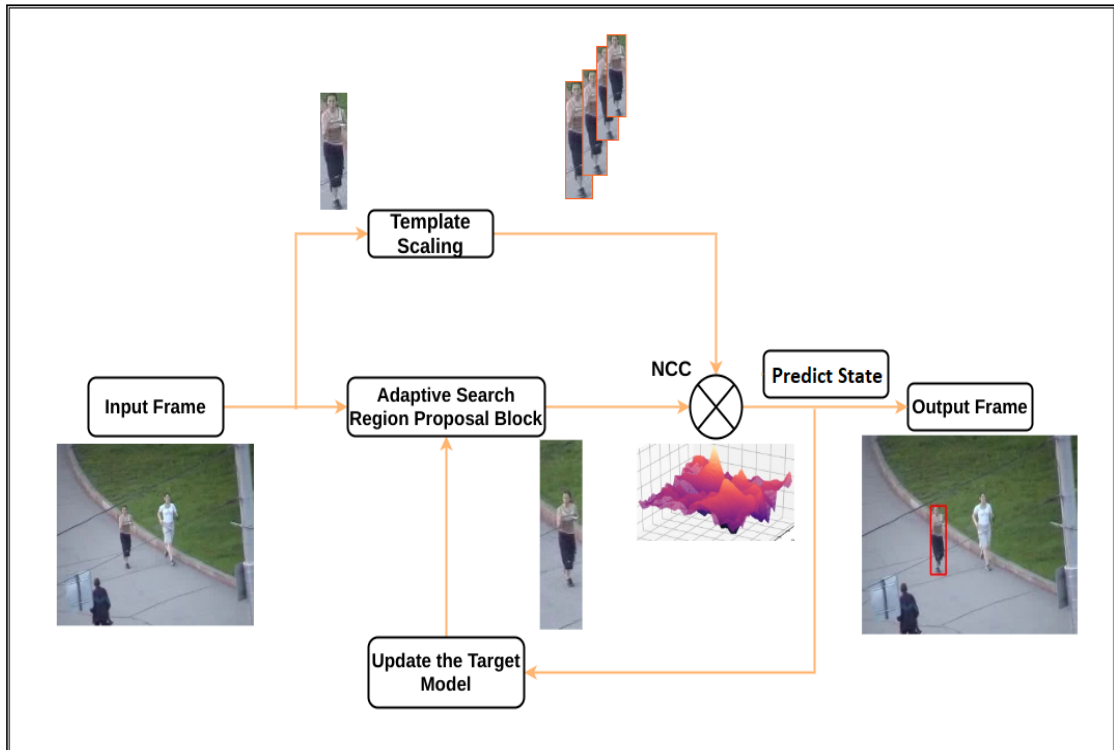 Template
Scaling
NCC
Predict State
Input Frame
Adaptive Search
Region Proposal Block
Output Frame
Update the Target
Model